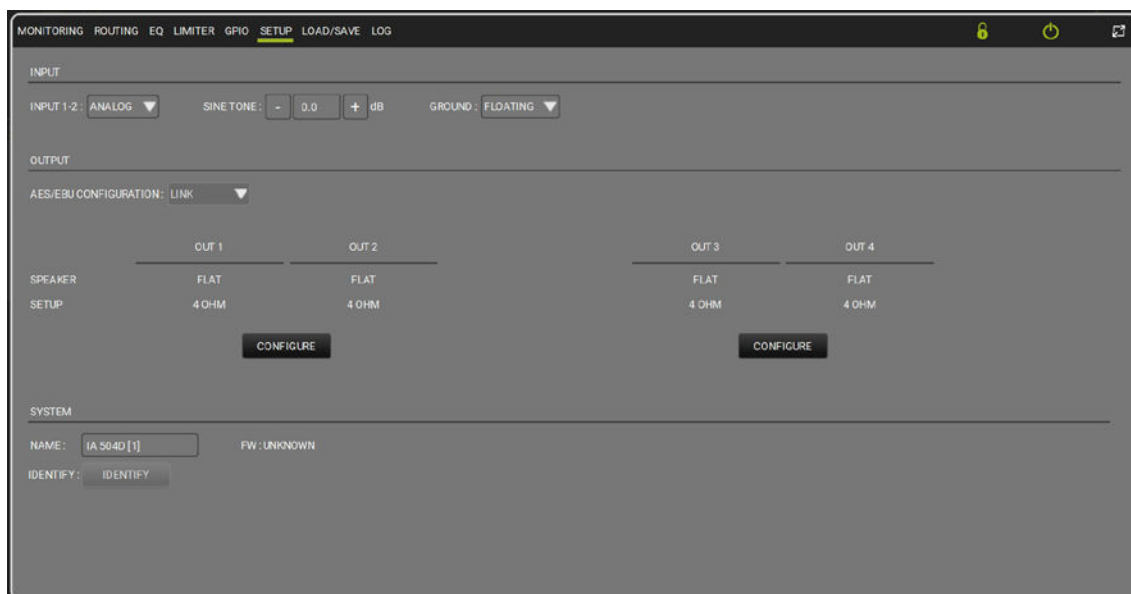 MONITORING ROUTING EQ LIMITER GPIO SETUP LOAD/SAVE LOG
INPUT
INPUT 1-2 : ANALOG SINE TONE : - 0.0 + dB GROUND : FLOATING
OUTPUT
AES/EBU CONFIGURATION : LINK
OUT 1 OUT 2 OUT 3 OUT 4
SPEAKER FLAT FLAT FLAT FLAT
SETUP 4 OHM 4 OHM 4 OHM 4 OHM
CONFIGURE CONFIGURE
SYSTEM
NAME : IA 504D [1] FW : UNKNOWN
IDENTIFY : IDENTIFY